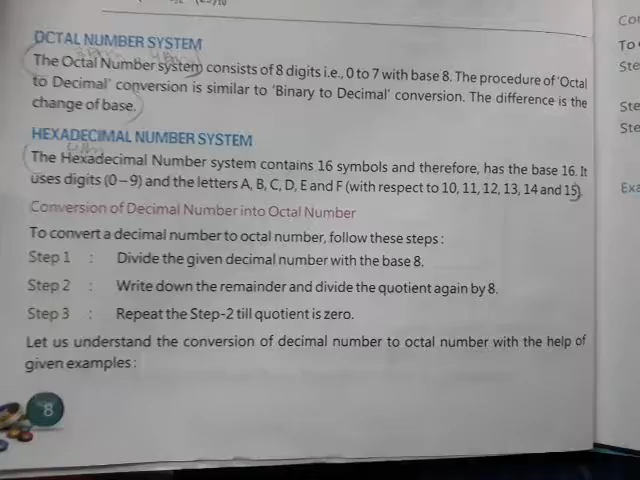 OCTAL NUMBER SYSTEM
The Octal Number system consists of 8 digits i.e., 0 to 7 with base 8. The procedure of 'Octal
to Decimal' conversion is similar to 'Binary to Decimal' conversion. The difference is the
change of base.
HEXADECIMAL NUMBER SYSTEM
The Hexadecimal Number system contains 16 symbols and therefore, has the base 16. It
uses digits (0–9) and the letters A, B, C, D, E and F (with respect to 10, 11, 12, 13, 14 and 15).
Conversion of Decimal Number into Octal Number
To convert a decimal number to octal number, follow these steps :
Step 1 : Divide the given decimal number with the base 8.
Step 2 : Write down the remainder and divide the quotient again by 8.
Step 3 : Repeat the Step-2 till quotient is zero.
Let us understand the conversion of decimal number to octal number with the help of
given examples :
8
To
Ste
Ste
Ste
Exa